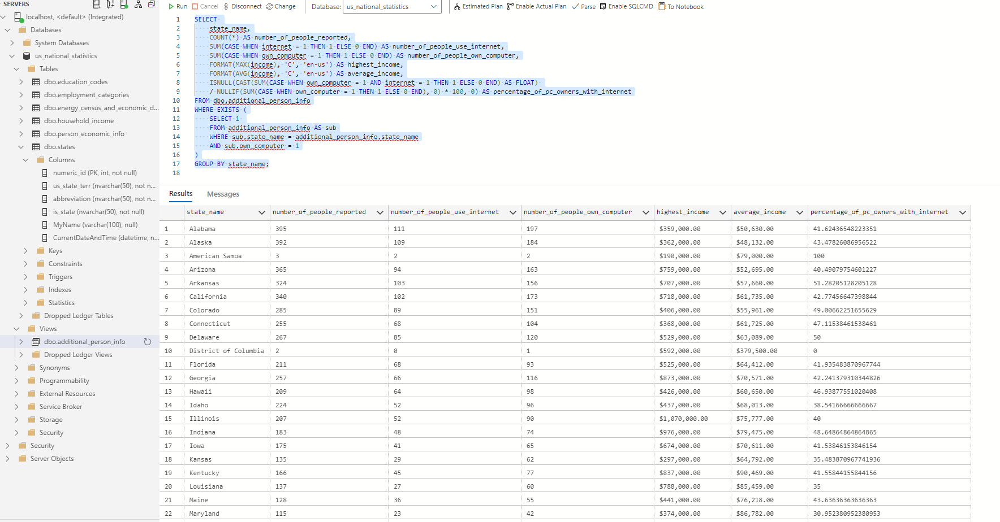 SERVERS
localhost, <default> (Integrated)
Databases
System Databases
us_national_statistics
Tables
dbo.education_codes
dbo.employment_categories
dbo.energy_census_and_economic_d...
dbo.household_income
dbo.person_economic_info
dbo.states
Columns
numeric_id (PK, int, not null)
us_state_terr (nvarchar(50), not n...
abbreviation (nvarchar(50), not n...
is_state (nvarchar(50), not null)
MyName (varchar(100), null)
CurrentDateAndTime (datetime, n...
Keys
Constraints
Triggers
Indexes
Statistics
Dropped Ledger Tables
Views
dbo.additional_person_info
Dropped Ledger Views
Synonyms
Programmability
External Resources
Service Broker
Storage
Security
Security
Server Objects
Run Cancel Disconnect Change Database: us_national_statistics Estimated Plan Enable Actual Plan Parse Enable SQLCMD To Notebook
1 SELECT
2 state_name,
3 COUNT(*) AS number_of_people_reported,
4 SUM(CASE WHEN internet = 1 THEN 1 ELSE 0 END) AS number_of_people_use_internet,
5 SUM(CASE WHEN own_computer = 1 THEN 1 ELSE 0 END) AS number_of_people_own_computer,
6 FORMAT(MAX(income), 'C', 'en-us') AS highest_income,
7 FORMAT(AVG(income), 'C', 'en-us') AS average_income,
8 ISNULL(CAST(SUM(CASE WHEN own_computer = 1 AND internet = 1 THEN 1 ELSE 0 END) AS FLOAT)
9 / NULLIF(SUM(CASE WHEN own_computer = 1 THEN 1 ELSE 0 END), 0) * 100, 0) AS percentage_of_pc_owners_with_internet
10 FROM dbo.additional_person_info
11 WHERE EXISTS (
12 SELECT 1
13 FROM additional_person_info AS sub
14 WHERE sub.state_name = additional_person_info.state_name
15 AND sub.own_computer = 1
16 )
17 GROUP BY state_name;
18
Results Messages
state_name number_of_people_reported number_of_people_use_internet number_of_people_own_computer highest_income average_income percentage_of_pc_owners_with_internet
1 Alabama 395 111 197 $359,000.00 $50,630.00 41.62436548223351
2 Alaska 392 109 184 $362,000.00 $48,132.00 43.47826086956522
3 American Samoa 3 2 2 $190,000.00 $79,000.00 100
4 Arizona 365 94 163 $759,000.00 $52,695.00 40.49079754601227
5 Arkansas 324 103 156 $707,000.00 $57,660.00 51.28205128205128
6 California 340 102 173 $718,000.00 $61,735.00 42.77456647398844
7 Colorado 285 89 151 $406,000.00 $55,961.00 49.00662251655629
8 Connecticut 255 68 104 $368,000.00 $61,725.00 47.11538461538461
9 Delaware 267 85 120 $529,000.00 $63,089.00 50
10 District of Columbia 2 0 1 $592,000.00 $379,500.00 0
11 Florida 211 68 93 $525,000.00 $64,412.00 41.935483870967744
12 Georgia 257 66 116 $873,000.00 $70,571.00 42.241379310344826
13 Hawaii 209 64 98 $426,000.00 $60,650.00 46.93877551020408
14 Idaho 224 52 96 $437,000.00 $68,013.00 38.54166666666667
15 Illinois 207 52 90 $1,070,000.00 $75,777.00 40
16 Indiana 183 48 74 $976,000.00 $79,475.00 48.64864864864865
17 Iowa 175 41 65 $674,000.00 $70,611.00 41.53846153846154
18 Kansas 135 29 62 $297,000.00 $64,792.00 35.483870967741936
19 Kentucky 166 45 77 $837,000.00 $90,469.00 41.55844155844156
20 Louisiana 137 27 60 $788,000.00 $85,459.00 35
21 Maine 128 36 55 $441,000.00 $76,218.00 43.63636363636363
22 Maryland 115 23 42 $374,000.00 $86,782.00 30.952380952380953